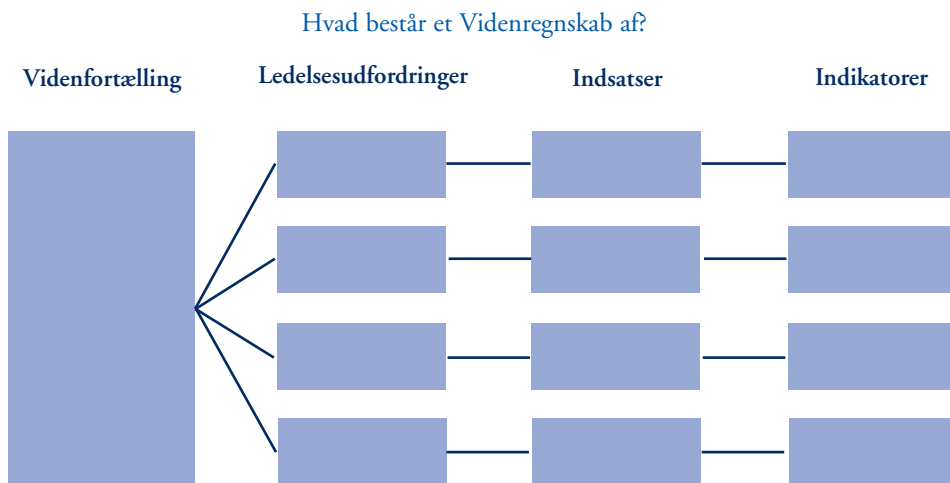 Hvad består et Videnregnskab af?
Videnfortælling
Ledelsesudfordringer
Indsatser
Indikatorer